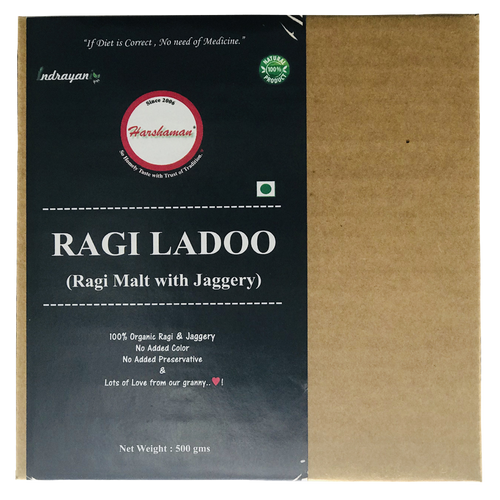 "If Diet is Correct , No need of Medicine."
Indrayani
NATURAL
100%
PRODUCT
Since 2006
Harshaman®
So Homely Taste with Trust of Tradition.
RAGI LADOO
(Ragi Malt with Jaggery)
100% Organic Ragi & Jaggery
No Added Color
No Added Preservative
&
Lots of Love from our granny..❤!
Net Weight : 500 gms